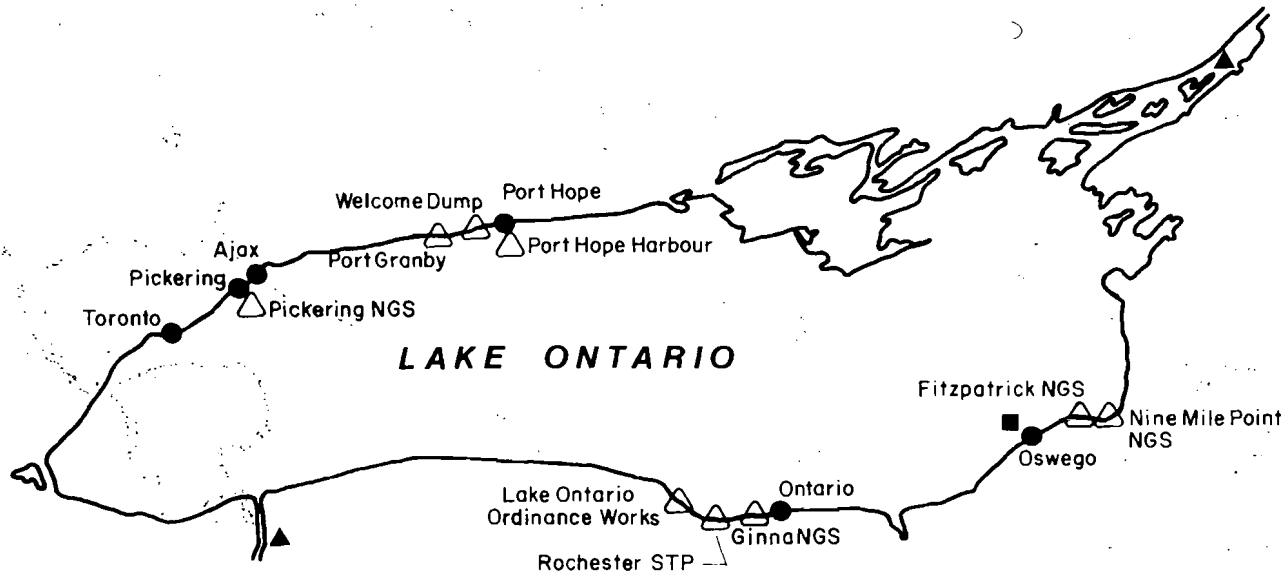 Welcome Dump
Port Hope
Port Hope Harbour
Port Granby
Ajax
Pickering
Pickering NGS
Toronto
LAKE ONTARIO
Fitzpatrick NGS
Nine Mile Point
NGS
Oswego
Lake Ontario
Ordinance Works
Ontario
Ginna NGS
Rochester STP